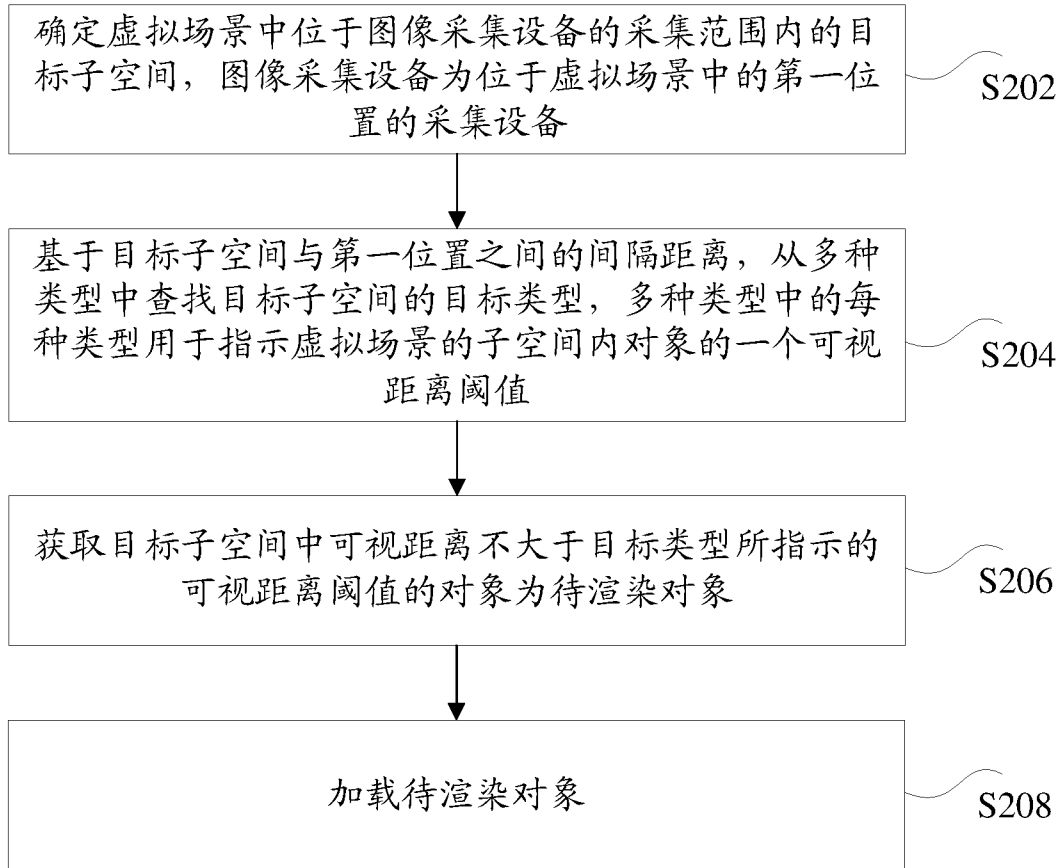 确定虚拟场景中位于图像采集设备的采集范围内的目
标子空间，图像采集设备为位于虚拟场景中的第一位
置的采集设备
S202
基于目标子空间与第一位置之间的间隔距离，从多种
类型中查找目标子空间的目标类型，多种类型中的每
种类型用于指示虚拟场景的子空间内对象的一个可视
距离阈值
S204
获取目标子空间中可视距离不大于目标类型所指示的
可视距离阈值的对象为待渲染对象
S206
加载待渲染对象
S208